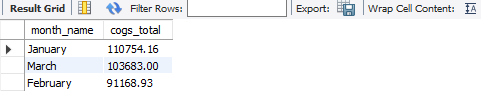 Result Grid Filter Rows: Export: Wrap Cell Content: IA
month_name cogs_total
January 110754.16
March 103683.00
February 91168.93